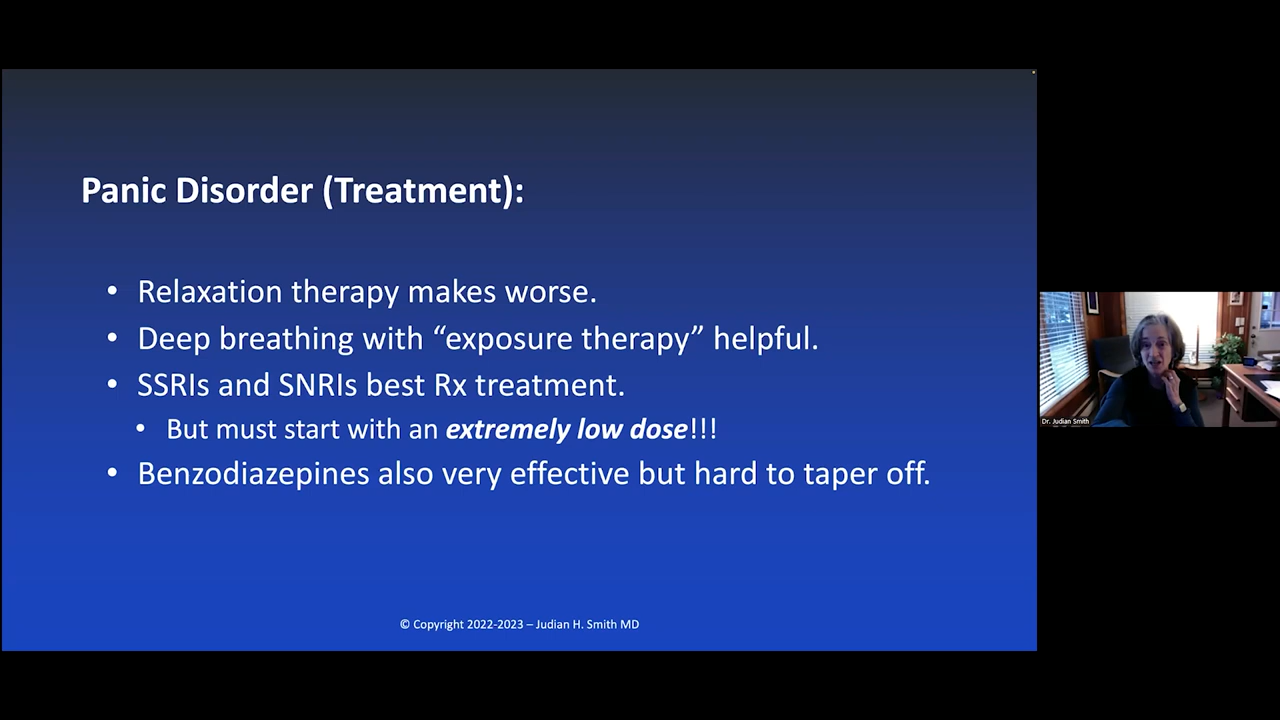 Panic Disorder (Treatment):
• Relaxation therapy makes worse.
• Deep breathing with “exposure therapy” helpful.
• SSRIs and SNRIs best Rx treatment.
• But must start with an extremely low dose!!!
• Benzodiazepines also very effective but hard to taper off.
© Copyright 2022-2023 – Judian H. Smith MD
Dr. Judian Smith